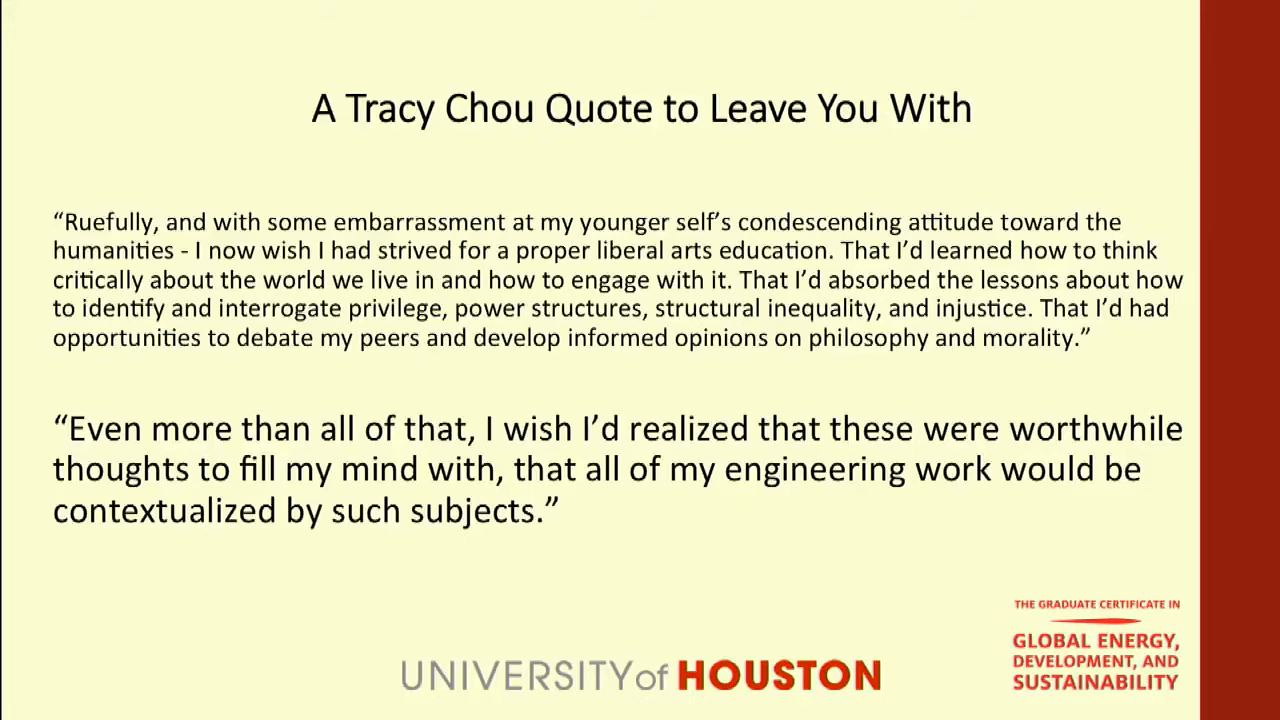 A Tracy Chou Quote to Leave You With
“Ruefully, and with some embarrassment at my younger self’s condescending attitude toward the
humanities - I now wish I had strived for a proper liberal arts education. That I’d learned how to think
critically about the world we live in and how to engage with it. That I’d absorbed the lessons about how
to identify and interrogate privilege, power structures, structural inequality, and injustice. That I’d had
opportunities to debate my peers and develop informed opinions on philosophy and morality.”
“Even more than all of that, I wish I’d realized that these were worthwhile
thoughts to fill my mind with, that all of my engineering work would be
contextualized by such subjects.”
THE GRADUATE CERTIFICATE IN
GLOBAL ENERGY,
DEVELOPMENT, AND
SUSTAINABILITY
UNIVERSITY of HOUSTON